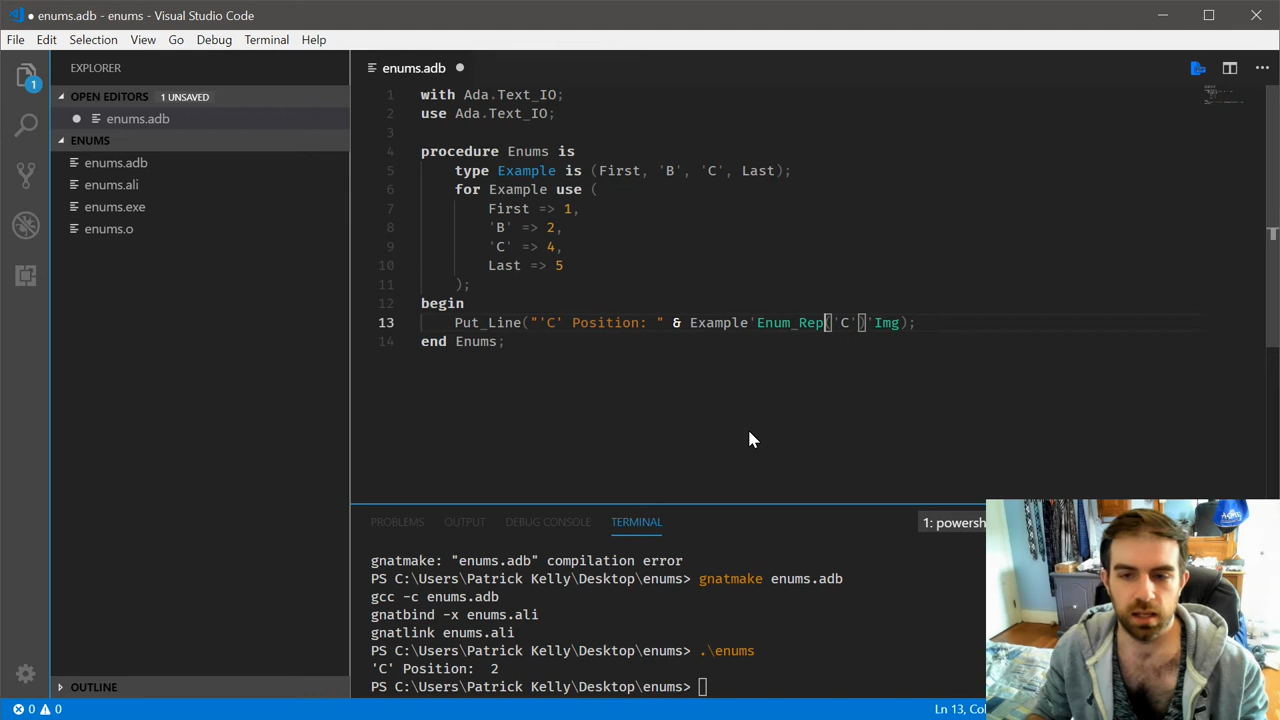 ● enums.adb - enums - Visual Studio Code
File Edit Selection View Go Debug Terminal Help
1
EXPLORER
OPEN EDITORS 1 UNSAVED
● enums.adb
ENUMS
enums.adb
enums.ali
enums.exe
enums.o
OUTLINE
enums.adb ●
1 with Ada.Text_IO;
2 use Ada.Text_IO;
3
4 procedure Enums is
5 type Example is (First, 'B', 'C', Last);
6 for Example use (
7 First => 1,
8 'B' => 2,
9 'C' => 4,
10 Last => 5
11 );
12 begin
13 Put_Line("'C' Position: " & Example'Enum_Rep('C')'Img);
14 end Enums;
PROBLEMS OUTPUT DEBUG CONSOLE TERMINAL 1: powersh
gnatmake: "enums.adb" compilation error
PS C:\Users\Patrick Kelly\Desktop\enums> gnatmake enums.adb
gcc -c enums.adb
gnatbind -x enums.ali
gnatlink enums.ali
PS C:\Users\Patrick Kelly\Desktop\enums> .\enums
'C' Position:  2
PS C:\Users\Patrick Kelly\Desktop\enums>
0 0 Ln 13, Col